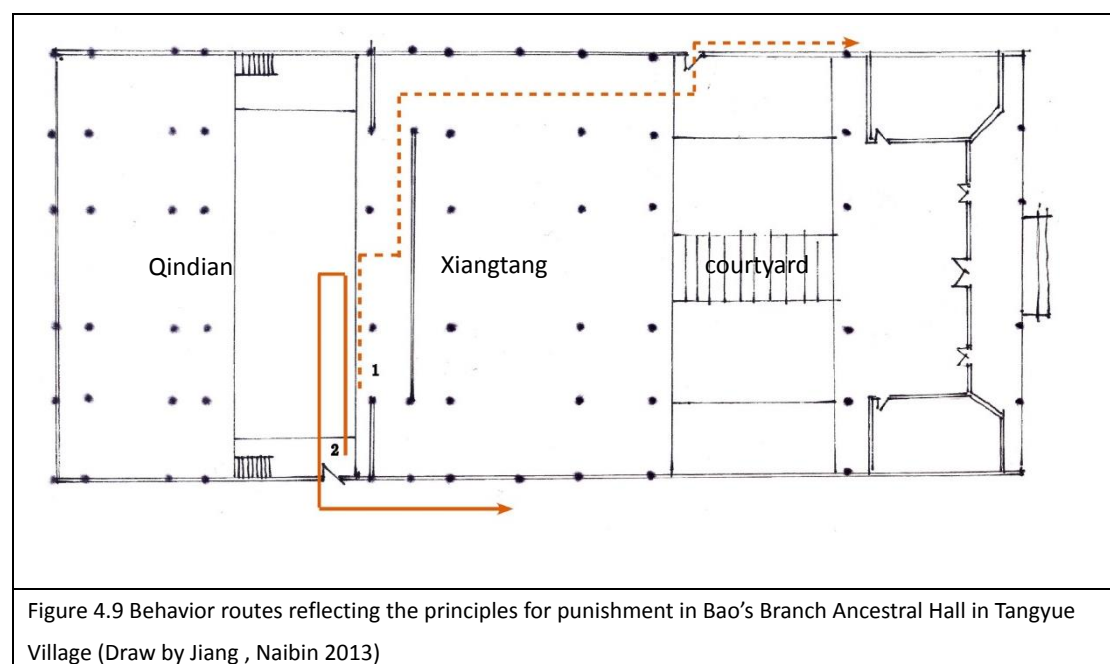 Qindian
Xiangtang
courtyard
1
2
Figure 4.9 Behavior routes reflecting the principles for punishment in Bao’s Branch Ancestral Hall in Tangyue
Village (Draw by Jiang , Naibin 2013)